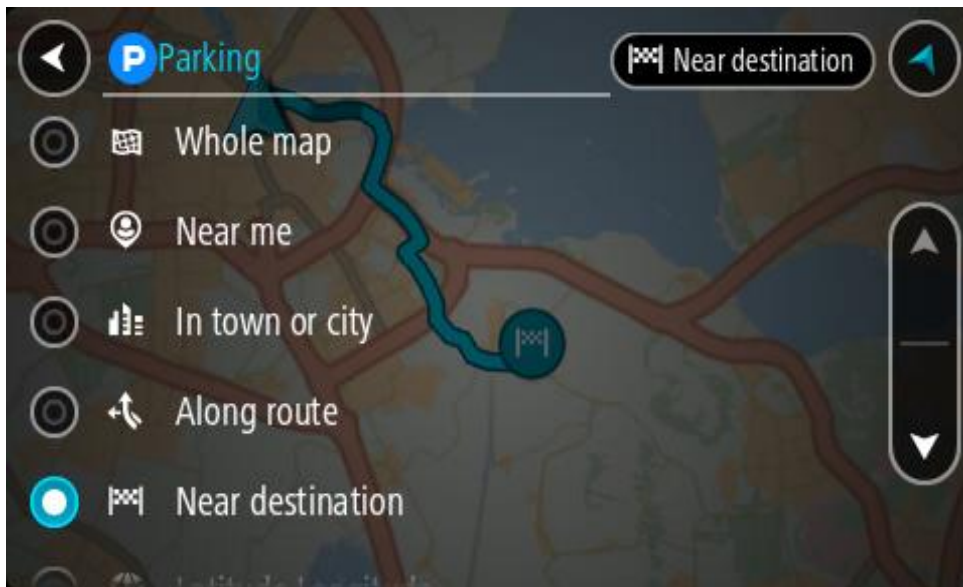 P Parking
Near destination
Whole map
Near me
In town or city
Along route
Near destination